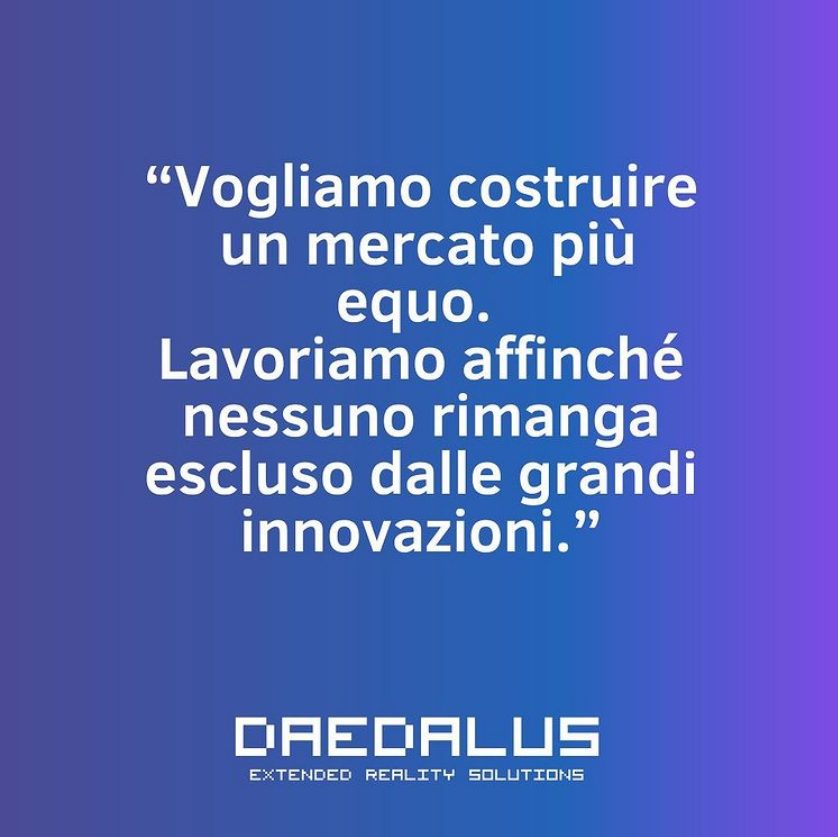 “Vogliamo costruire
un mercato più
equo.
Lavoriamo affinché
nessuno rimanga
escluso dalle grandi
innovazioni.”
DAEDALUS
EXTENDED REALITY SOLUTIONS